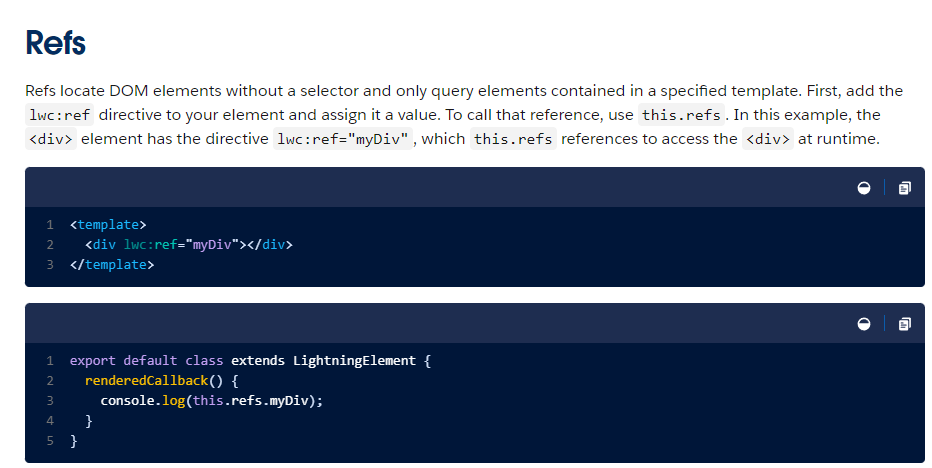 Refs
Refs locate DOM elements without a selector and only query elements contained in a specified template. First, add the
lwc:ref directive to your element and assign it a value. To call that reference, use this.refs . In this example, the
<div> element has the directive lwc:ref="myDiv" , which this.refs references to access the <div> at runtime.
1 <template>
2   <div lwc:ref="myDiv"></div>
3 </template>
1 export default class extends LightningElement {
2   renderedCallback() {
3     console.log(this.refs.myDiv);
4   }
5 }